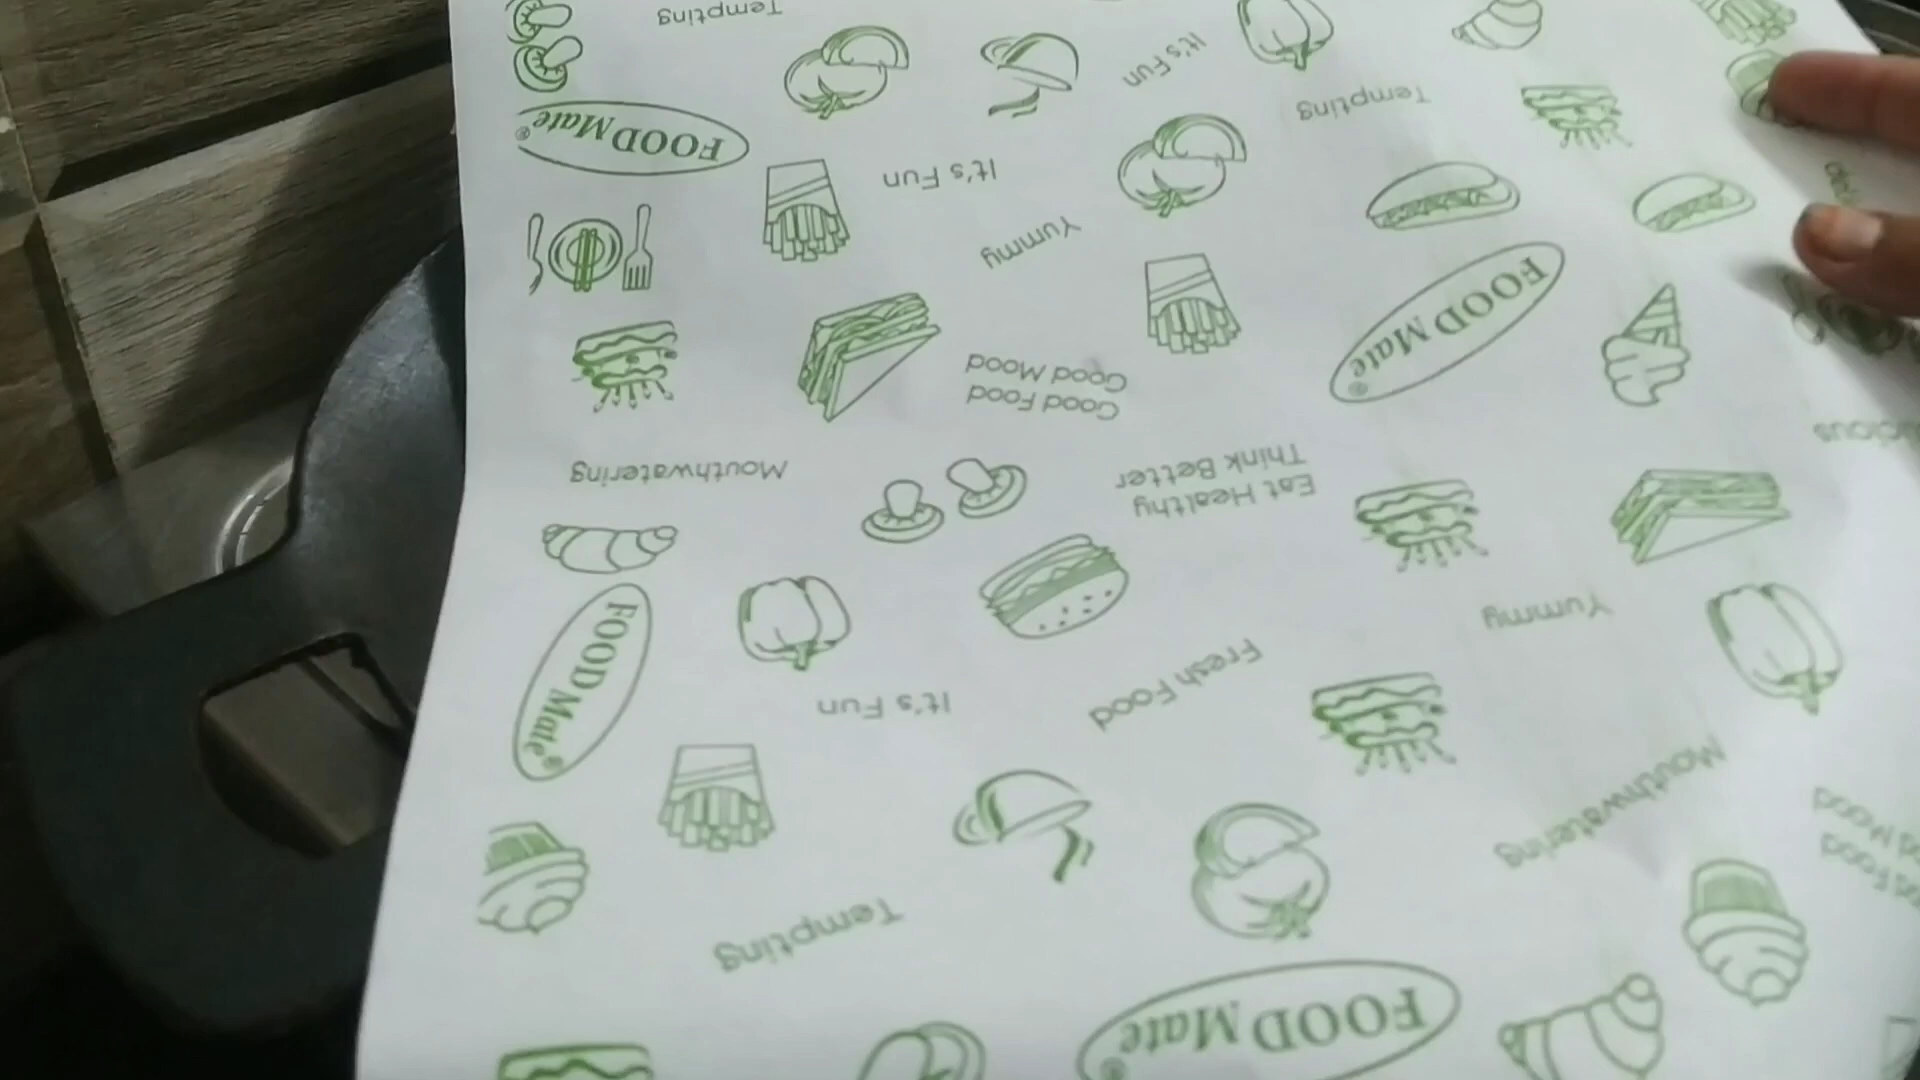 Tempting
It's Fun
FOOD Mate®
Tempting
It's Fun
Yummy
FOOD Mate®
Good Food
Good Mood
Mouthwatering
Eat Healthy
Think Better
FOOD Mate®
Yummy
It's Fun
Fresh Food
Mouthwatering
Tempting
FOOD Mate®